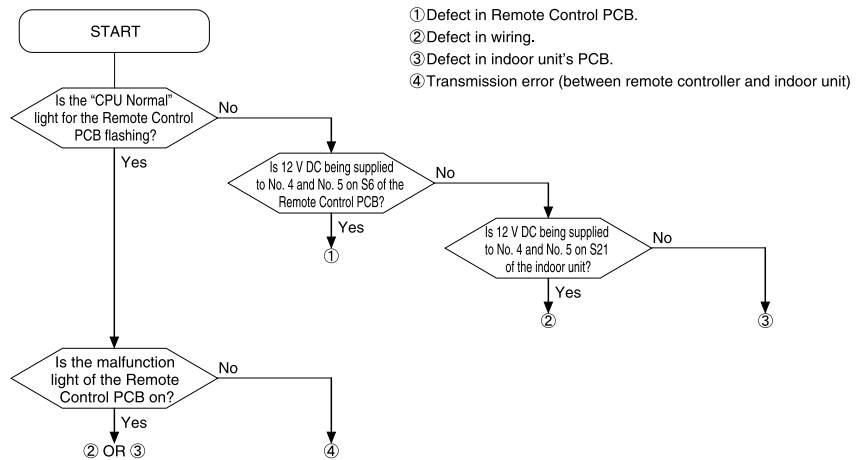 ①Defect in Remote Control PCB.
②Defect in wiring.
③Defect in indoor unit's PCB.
④Transmission error (between remote controller and indoor unit)
START
Is the “CPU Normal”
light for the Remote Control
PCB flashing?
No
Yes
Is 12 V DC being supplied
to No. 4 and No. 5 on S6 of the
Remote Control PCB?
No
Yes
①
Is 12 V DC being supplied
to No. 4 and No. 5 on S21
of the indoor unit?
No
Yes
②
③
Is the malfunction
light of the Remote
Control PCB on?
No
Yes
② OR ③
④